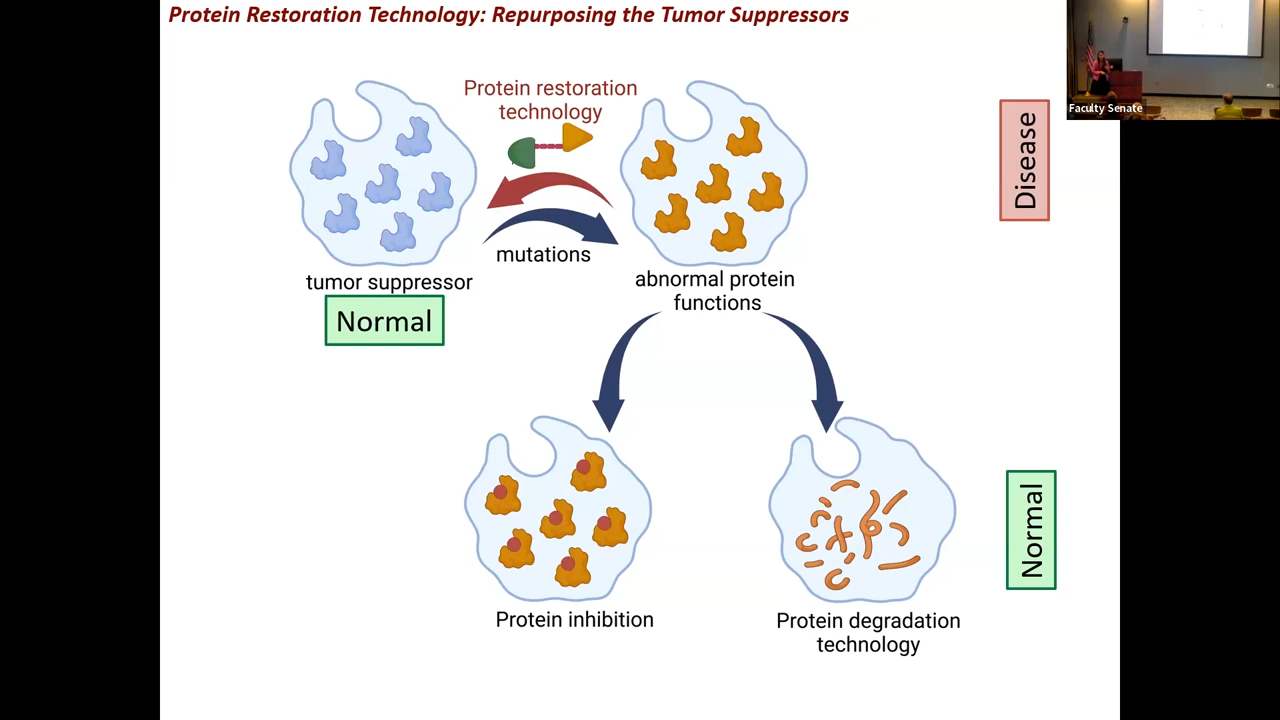 Protein Restoration Technology: Repurposing the Tumor Suppressors
Faculty Senate
Protein restoration
technology
Disease
mutations
tumor suppressor
Normal
abnormal protein
functions
Normal
Protein inhibition
Protein degradation
technology